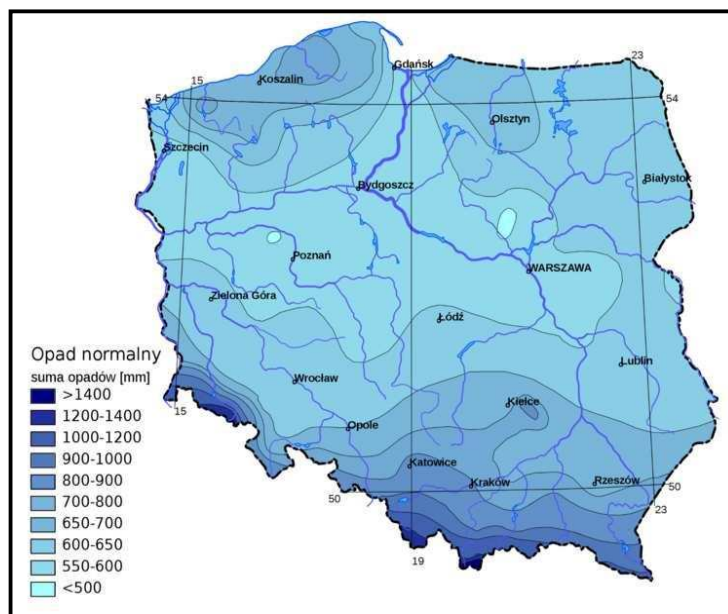 23
Gdańsk
15
Koszalin
54
54
Olsztyn
Szczecin
Białystok
Bydgoszcz
Poznań
WARSZAWA
Zielona Góra
Łódź
Opad normalny
suma opadów [mm]
>1400
1200-1400
1000-1200
900-1000
800-900
700-800
650-700
600-650
550-600
<500
Lublin
Wrocław
15
Kielce
Opole
Katowice
Kraków
Rzeszów
50
50
23
19